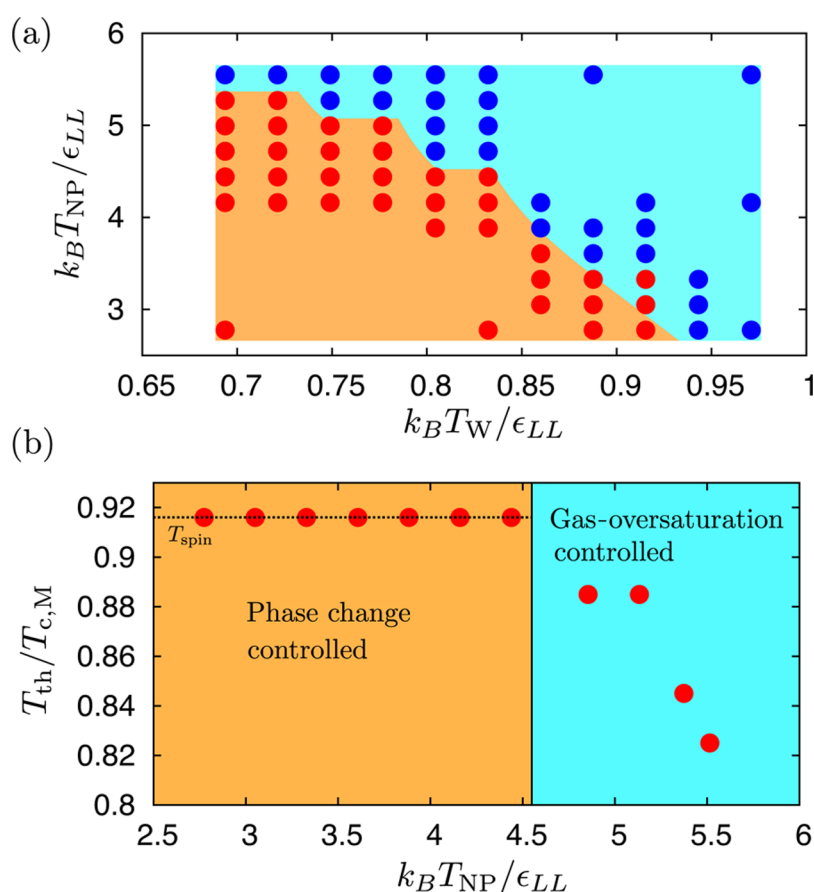 (a)
6
5
4
3
k_B T_NP/ϵ_LL
0.65 0.7 0.75 0.8 0.85 0.9 0.95 1
k_B T_W/ϵ_LL
(b)
0.92
0.9
0.88
0.86
0.84
0.82
0.8
T_th/T_c,M
T_spin
Phase change
controlled
Gas-oversaturation
controlled
2.5 3 3.5 4 4.5 5 5.5 6
k_B T_NP/ϵ_LL